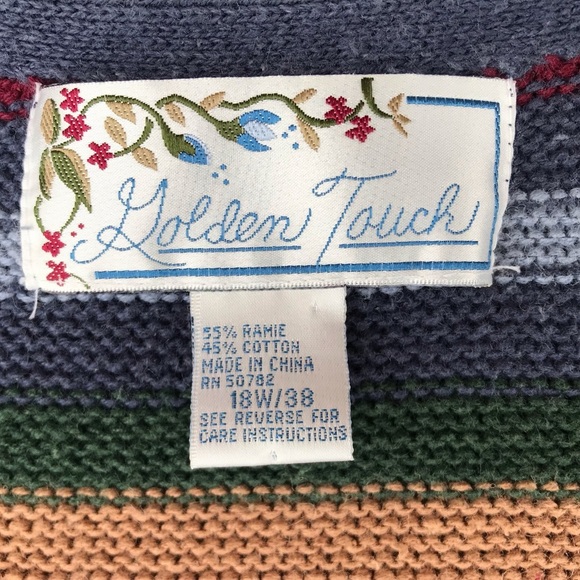 Golden Touch
55% RAMIE
45% COTTON
MADE IN CHINA
RN 50782
18W/38
SEE REVERSE FOR
CARE INSTRUCTIONS